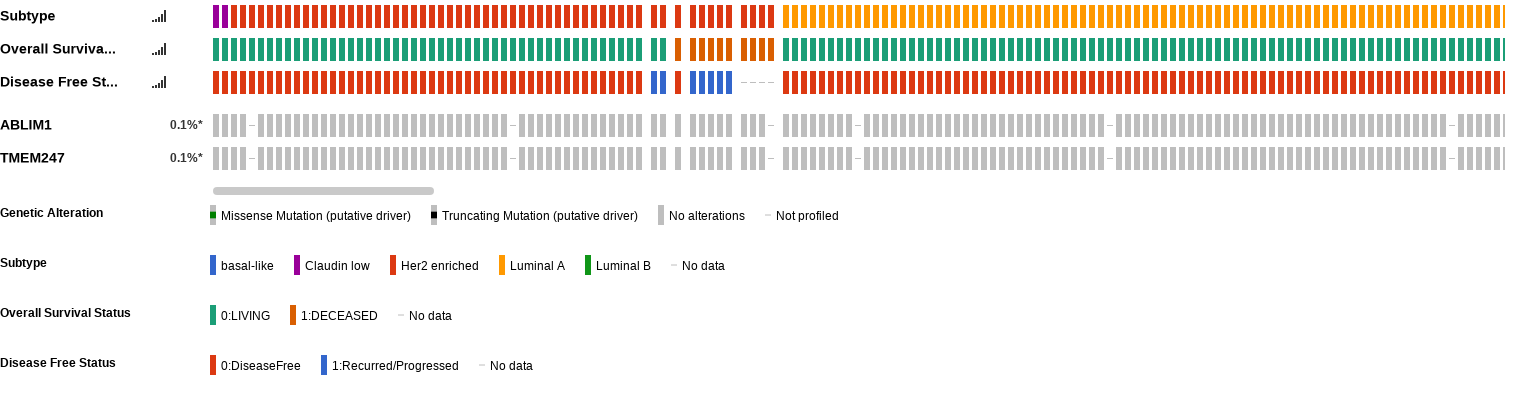 Subtype
Overall Surviva...
Disease Free St...
ABLIM1 0.1%*
TMEM247 0.1%*
Genetic Alteration Missense Mutation (putative driver) Truncating Mutation (putative driver) No alterations Not profiled
Subtype basal-like Claudin low Her2 enriched Luminal A Luminal B No data
Overall Survival Status 0:LIVING 1:DECEASED No data
Disease Free Status 0:DiseaseFree 1:Recurred/Progressed No data